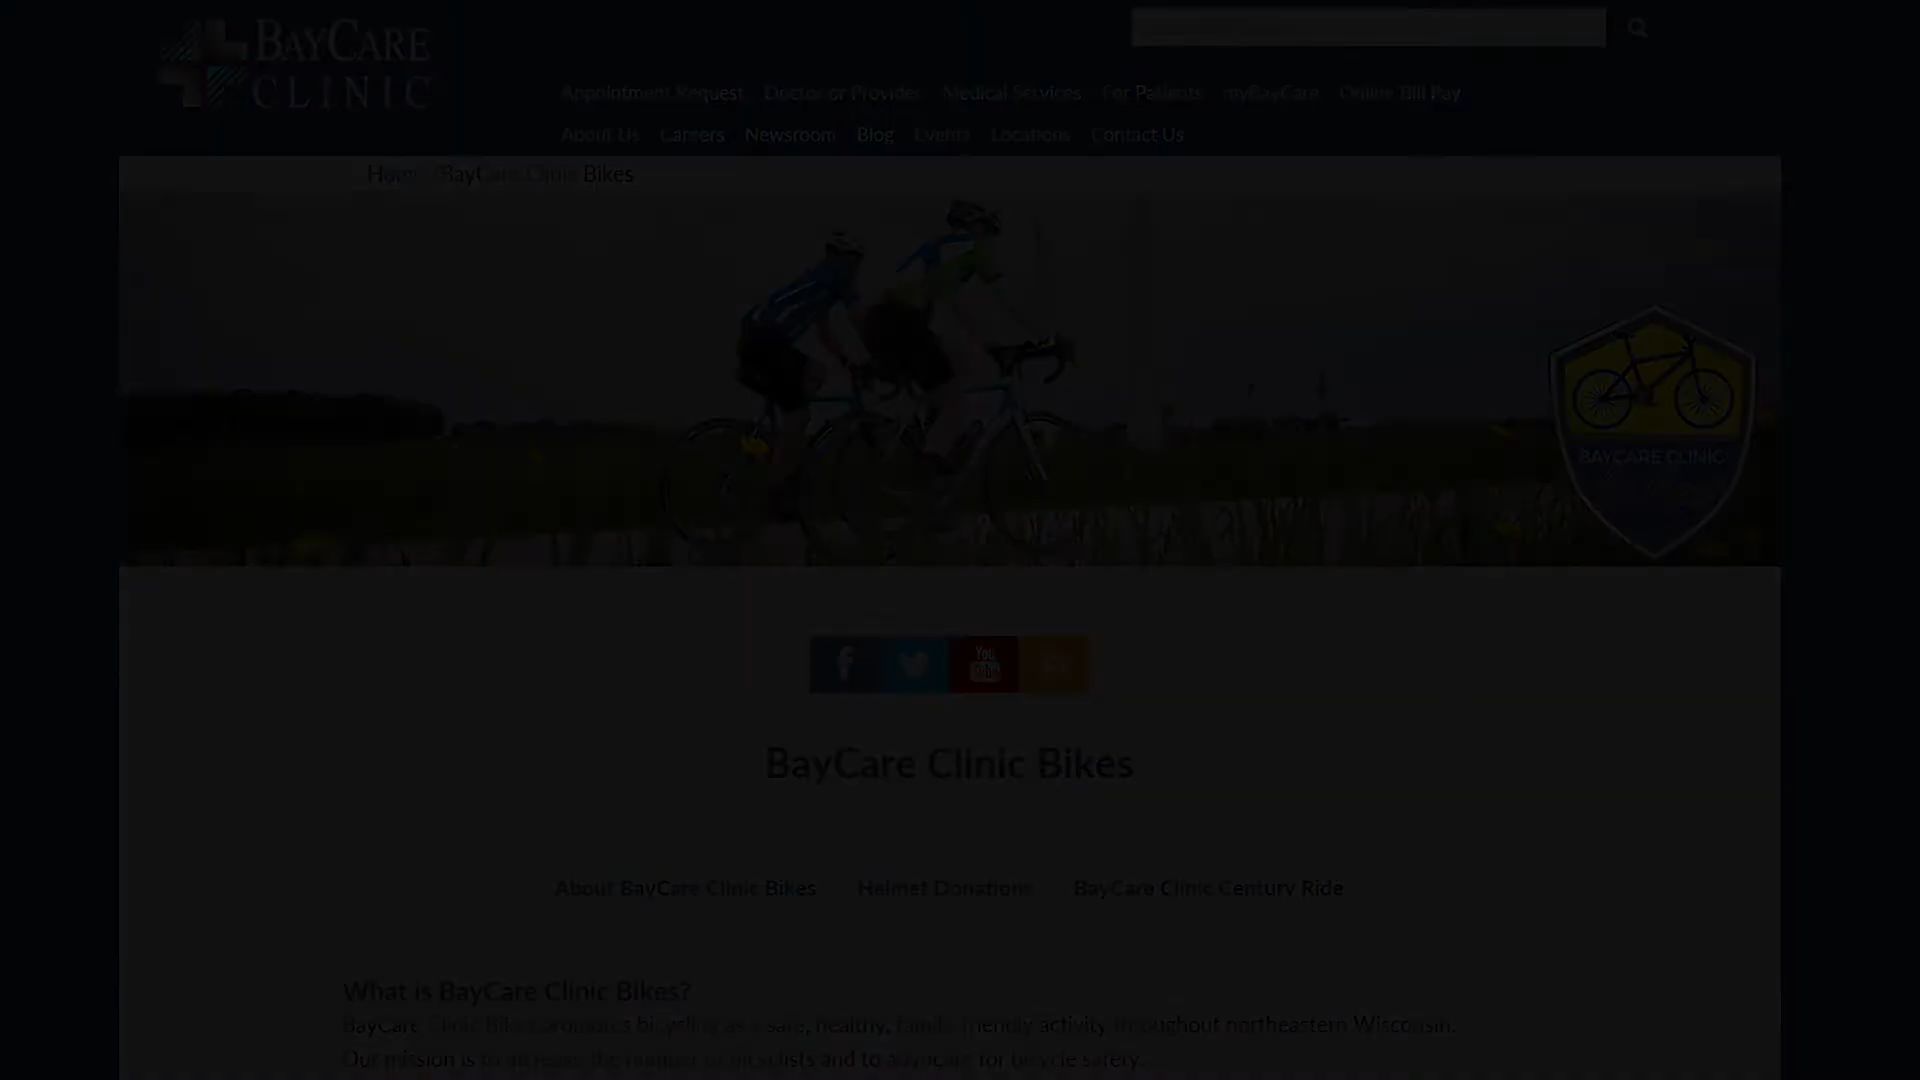 BAYCARE
CLINIC
Appointment Request Doctor or Provider Medical Services For Patients myBayCare Online Bill Pay
About Us Careers Newsroom Blog Events Locations Contact Us
Home BayCare Clinic Bikes
BAYCARE CLINIC
You
BayCare Clinic Bikes
About BayCare Clinic Bikes Helmet Donations BayCare Clinic Century Ride
What is BayCare Clinic Bikes?
BayCare Clinic Bikes promotes bicycling as a safe, healthy, family-friendly activity throughout northeastern Wisconsin.
Our mission is to increase the number of bicyclists and to advocate for bicycle safety.